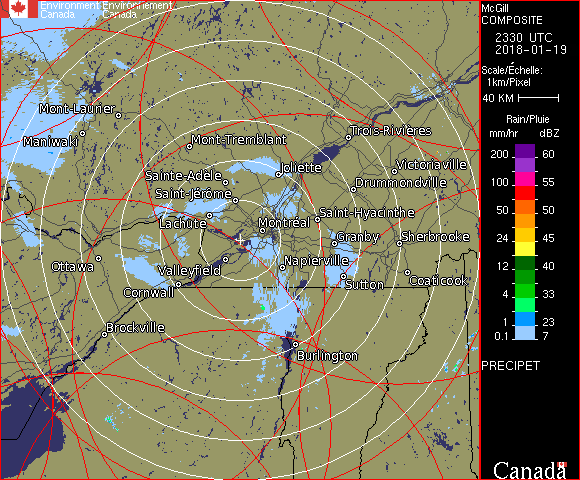 Environment Environnement
Canada Canada
McGill
COMPOSITE
2330 UTC
2018-01-19
Scale/Échelle:
1km/Pixel
40 KM
Rain/Pluie
mm/hr dBZ
200 60
100 55
50 50
24 45
12 40
4 33
1 23
0.1 7
PRECIPET
Canada
Mont-Laurier
Maniwaki
Mont-Tremblant
Trois-Rivières
Sainte-Adèle
Joliette
Victoriaville
Saint-Jérôme
Drummondville
Lachute
Montréal
Saint-Hyacinthe
Granby
Sherbrooke
Ottawa
Valleyfield
Napierville
Cornwall
Sutton
Coaticook
Brockville
Burlington